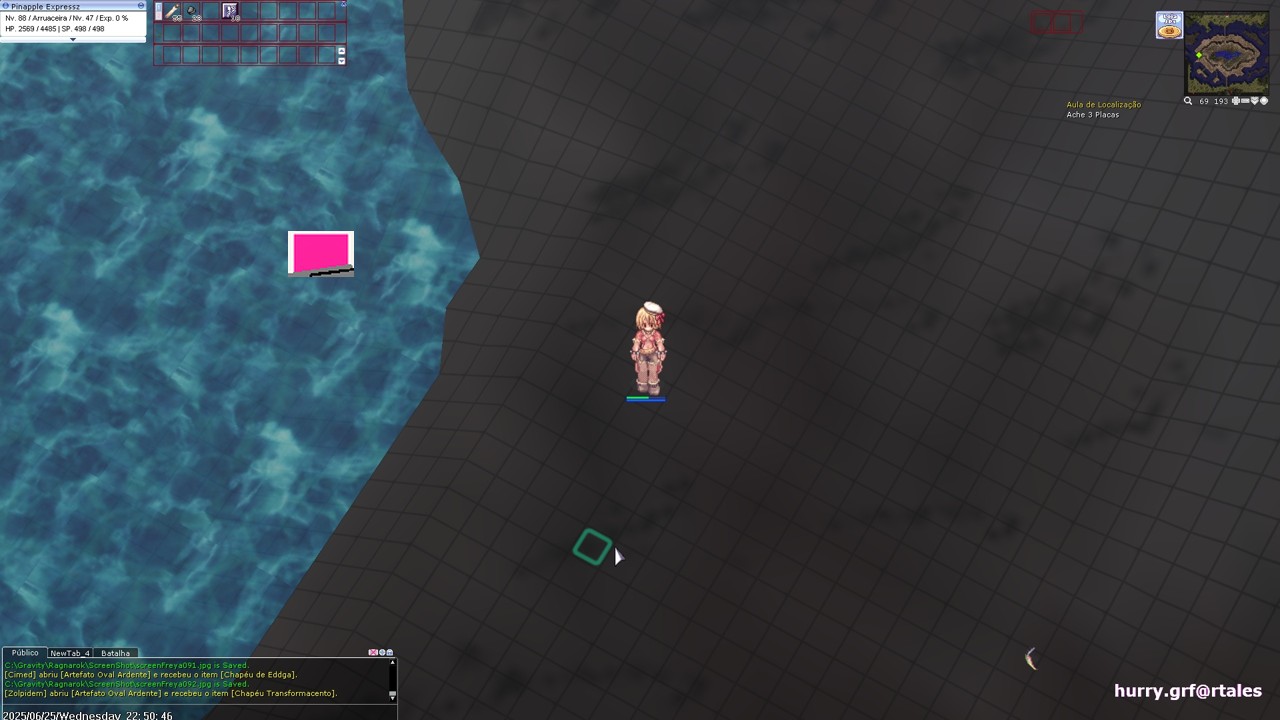 Pinapple Expressz
Nv. 88 / Arruaceira / Nv. 47 / Exp. 0 %
HP. 2569 / 4485 | SP. 498 / 498
69 193
Aula de Localização
Ache 3 Placas
Público NewTab_4 Batalha
C:\Gravity\Ragnarok\ScreenShot\screenFreya091.jpg is Saved.
[Cimed] abriu [Artefato Oval Ardente] e recebeu o item [Chapéu de Eddga].
C:\Gravity\Ragnarok\ScreenShot\screenFreya092.jpg is Saved.
[Zolpidem] abriu [Artefato Oval Ardente] e recebeu o item [Chapéu Transformacento].
2025/06/25/Wednesday 22:50:46
hurry.grf@rtales